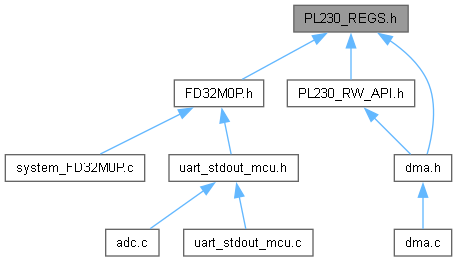 PL230_REGS.h
FD32M0P.h
PL230_RW_API.h
system_FD32M0P.c
uart_stdout_mcu.h
dma.h
adc.c
uart_stdout_mcu.c
dma.c